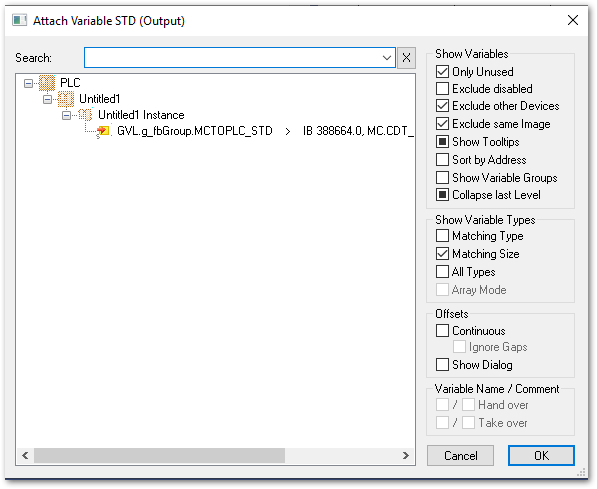 Attach Variable STD (Output)
Search:
X
PLC
Untitled1
Untitled1 Instance
GVL.g_fbGroup.MCTOPLC_STD > IB 388664.0, MC.CDT_
Show Variables
Only Unused
Exclude disabled
Exclude other Devices
Exclude same Image
Show Tooltips
Sort by Address
Show Variable Groups
Collapse last Level
Show Variable Types
Matching Type
Matching Size
All Types
Array Mode
Offsets
Continuous
Ignore Gaps
Show Dialog
Variable Name / Comment
/ Hand over
/ Take over
Cancel
OK